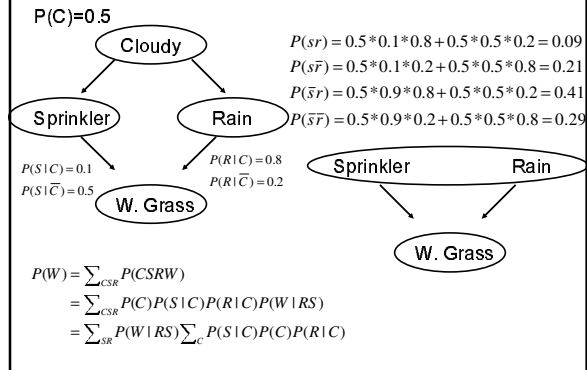 P(C)=0.5
Cloudy
Sprinkler
Rain
P(S|C)=0.1
P(S|C̅)=0.5
P(R|C)=0.8
P(R|C̅)=0.2
W. Grass
P(sr)=0.5*0.1*0.8+0.5*0.5*0.2=0.09
P(sr̅)=0.5*0.1*0.2+0.5*0.5*0.8=0.21
P(s̅r)=0.5*0.9*0.8+0.5*0.5*0.2=0.41
P(s̅r̅)=0.5*0.9*0.2+0.5*0.5*0.8=0.29
Sprinkler Rain
W. Grass
P(W)=∑_CSR P(CSRW)
=∑_CSR P(C)P(S|C)P(R|C)P(W|RS)
=∑_SR P(W|RS)∑_C P(S|C)P(C)P(R|C)